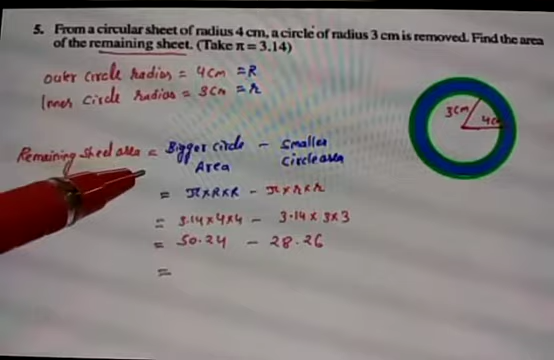 5. From a circular sheet of radius 4 cm, a circle of radius 3 cm is removed. Find the area
of the remaining sheet. (Take π = 3.14)
outer circle radius = 4cm = R
Inner circle radius = 3cm = r
3cm
4cm
Remaining sheet area = Bigger circle Area - Smaller circle area
= π×R×R - π×r×r
= 3.14×4×4 - 3.14×3×3
= 50.24 - 28.26
=